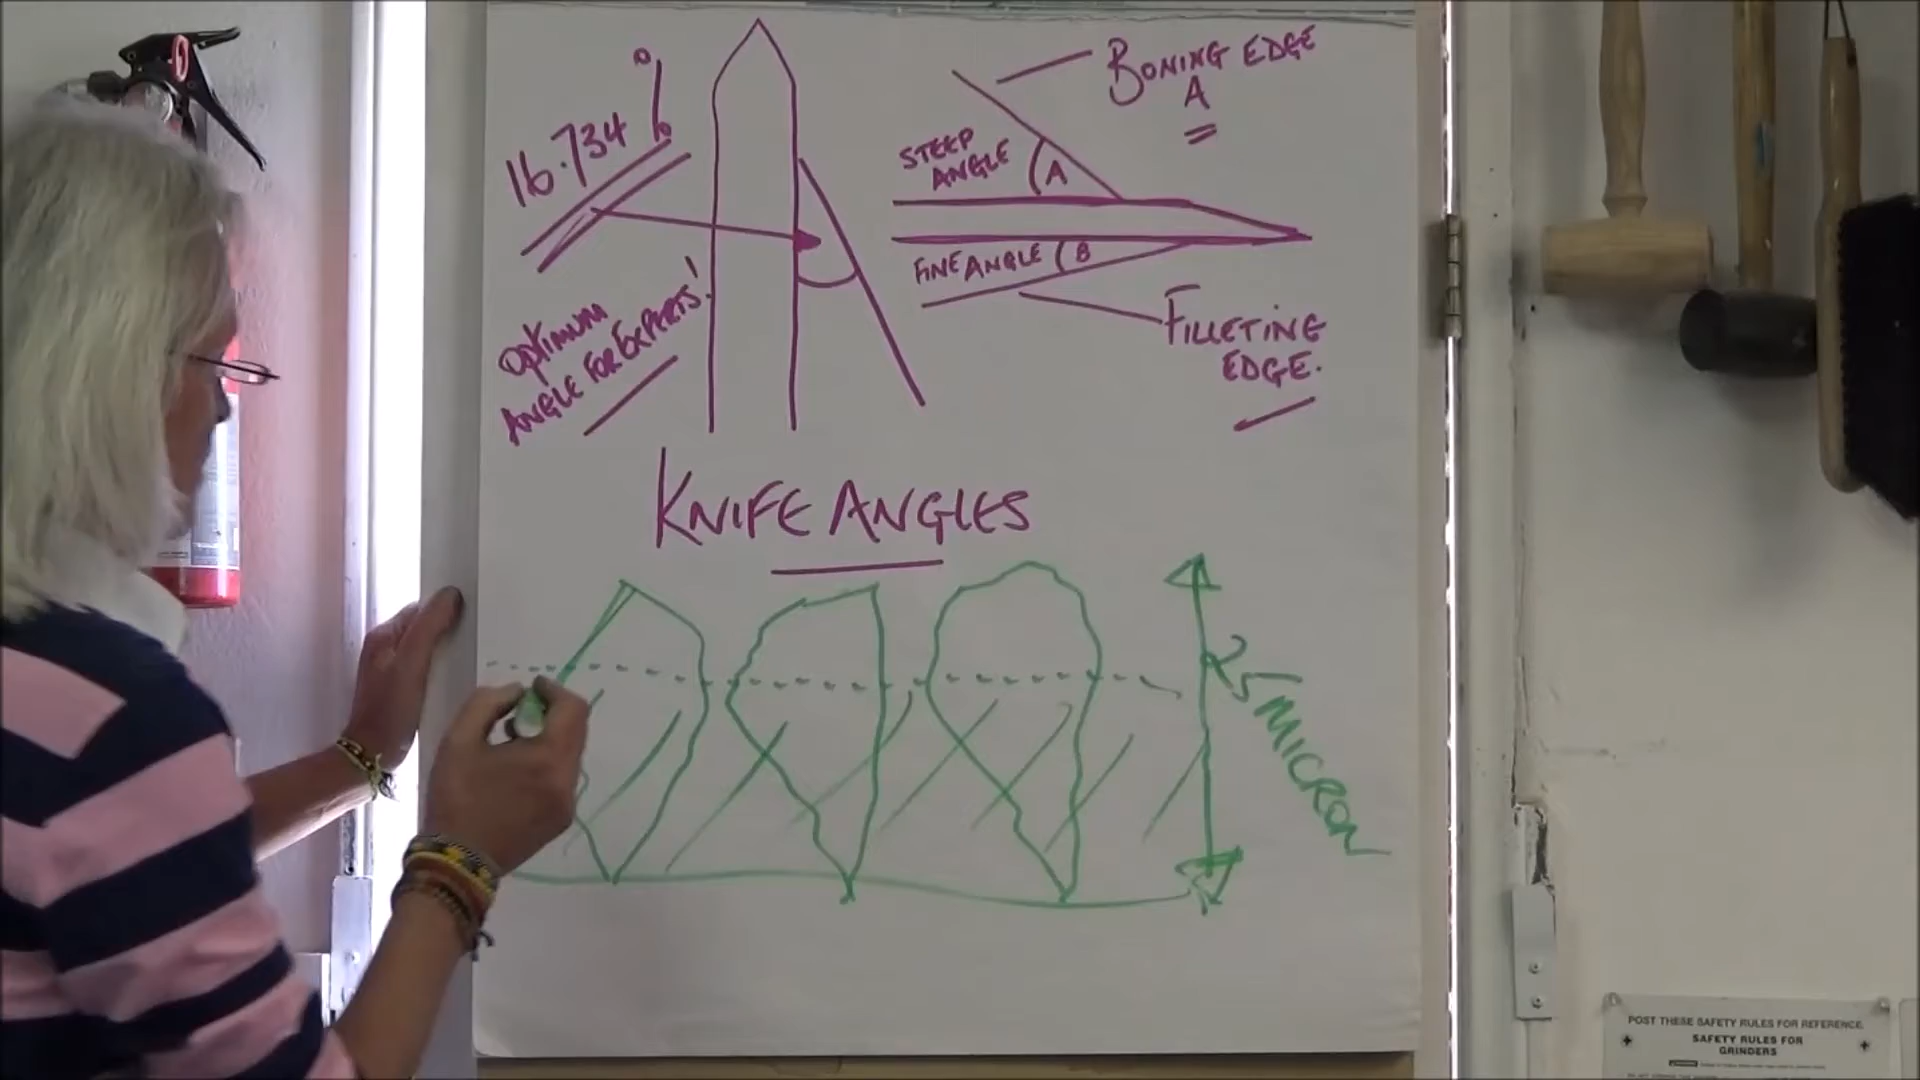 16.734 %
OPTIMUM
ANGLE FOR EXPERTS!
BONING EDGE
A
STEEP
ANGLE
A
FINE ANGLE
B
FILLETING
EDGE.
KNIFE ANGLES
25 MICRON
POST THESE SAFETY RULES FOR REFERENCE.
SAFETY RULES FOR
GRINDERS